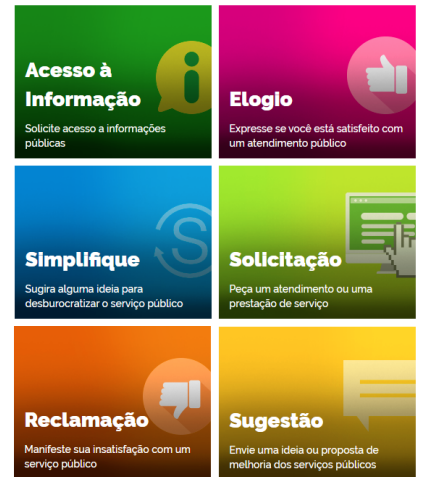 Acesso à
Informação
Solicite acesso a informações
públicas
Elogio
Expresse se você está satisfeito com
um atendimento público
Simplifique
Sugira alguma ideia para
desburocratizar o serviço público
Solicitação
Peça um atendimento ou uma
prestação de serviço
Reclamação
Manifeste sua insatisfação com um
serviço público
Sugestão
Envie uma ideia ou proposta de
melhoria dos serviços públicos